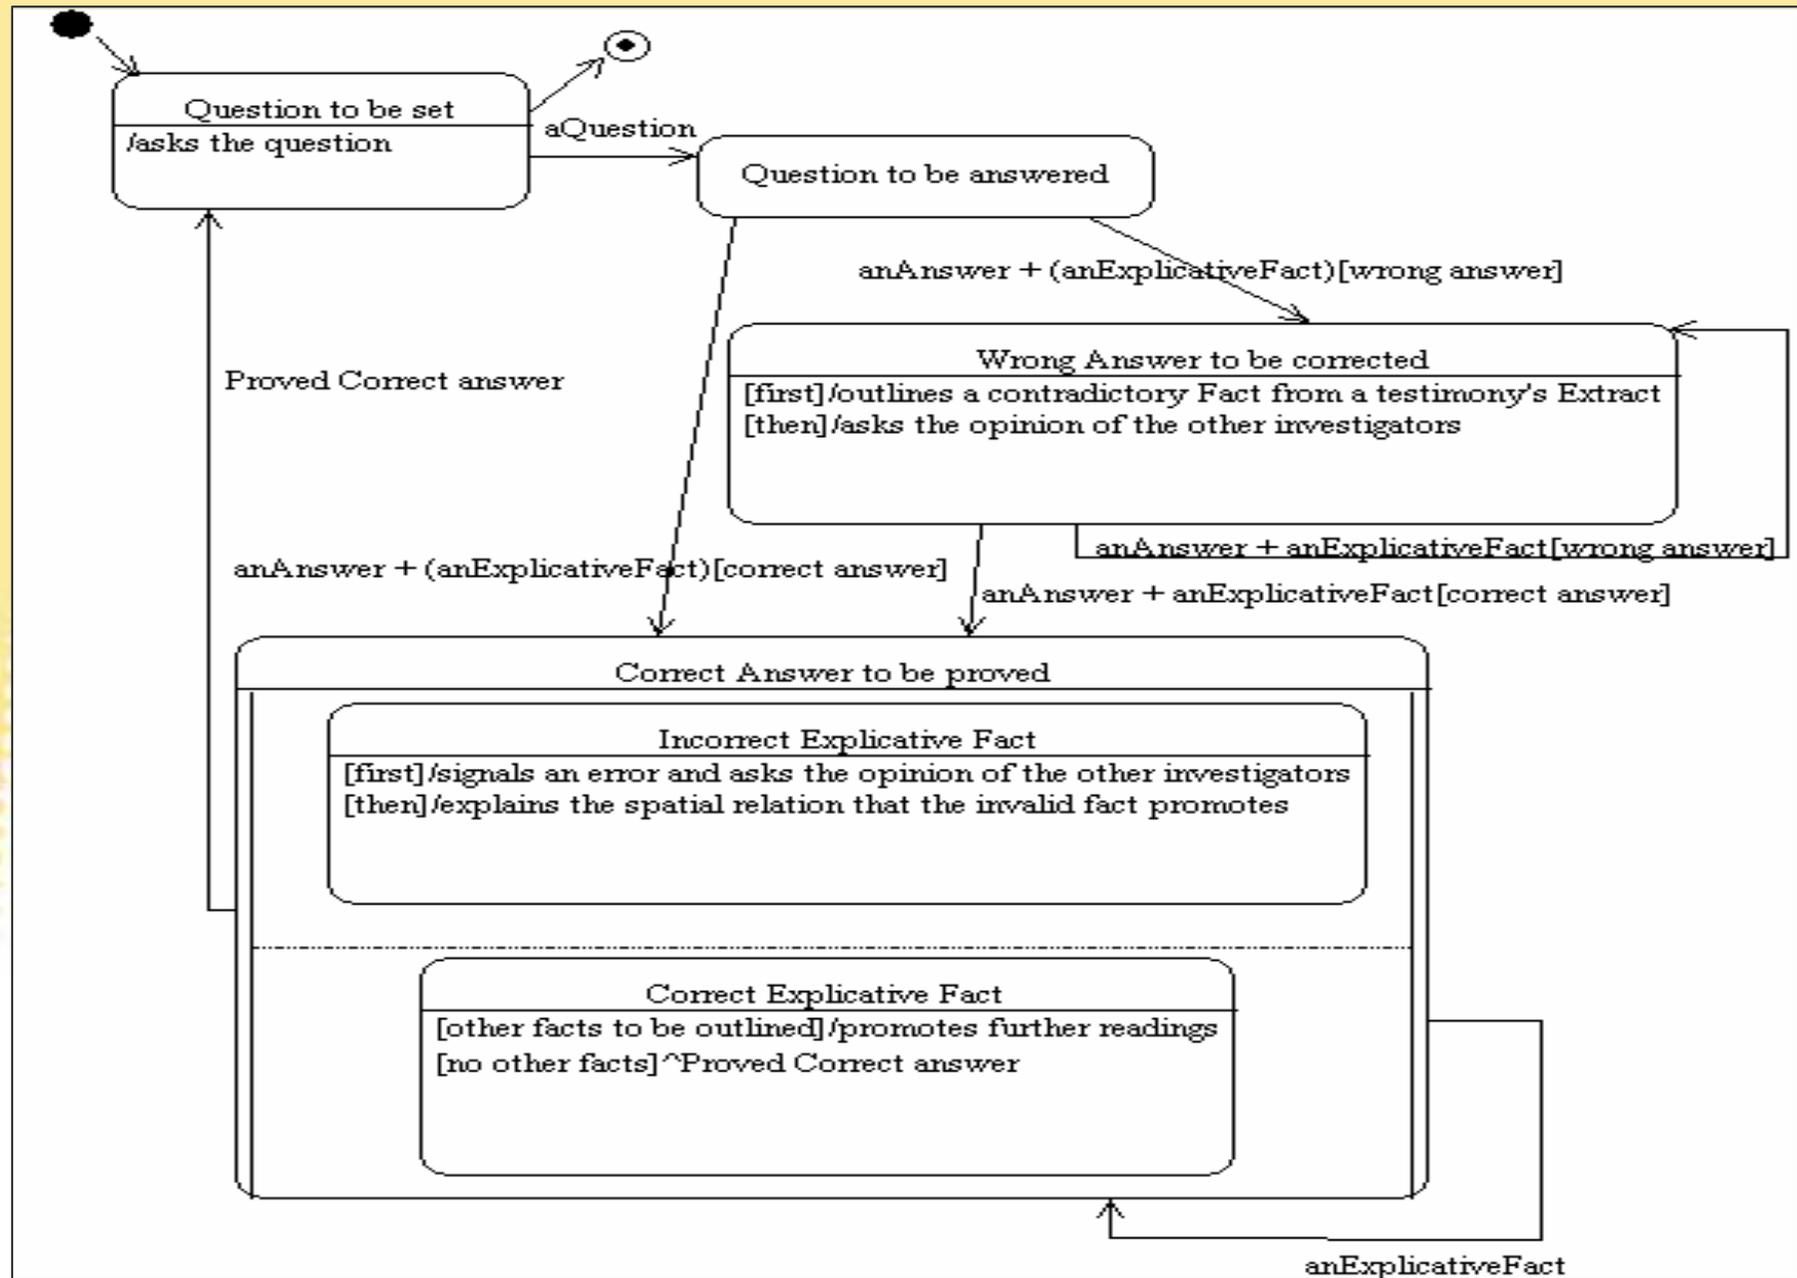 Question to be set
/asks the question
aQuestion
Question to be answered
anAnswer + (anExplicativeFact)[wrong answer]
Wrong Answer to be corrected
[first]/outlines a contradictory Fact from a testimony's Extract
[then]/asks the opinion of the other investigators
Proved Correct answer
anAnswer + anExplicativeFact[wrong answer]
anAnswer + (anExplicativeFact)[correct answer]
anAnswer + anExplicativeFact[correct answer]
Correct Answer to be proved
Incorrect Explicative Fact
[first]/signals an error and asks the opinion of the other investigators
[then]/explains the spatial relation that the invalid fact promotes
Correct Explicative Fact
[other facts to be outlined]/promotes further readings
[no other facts]^Proved Correct answer
anExplicativeFact